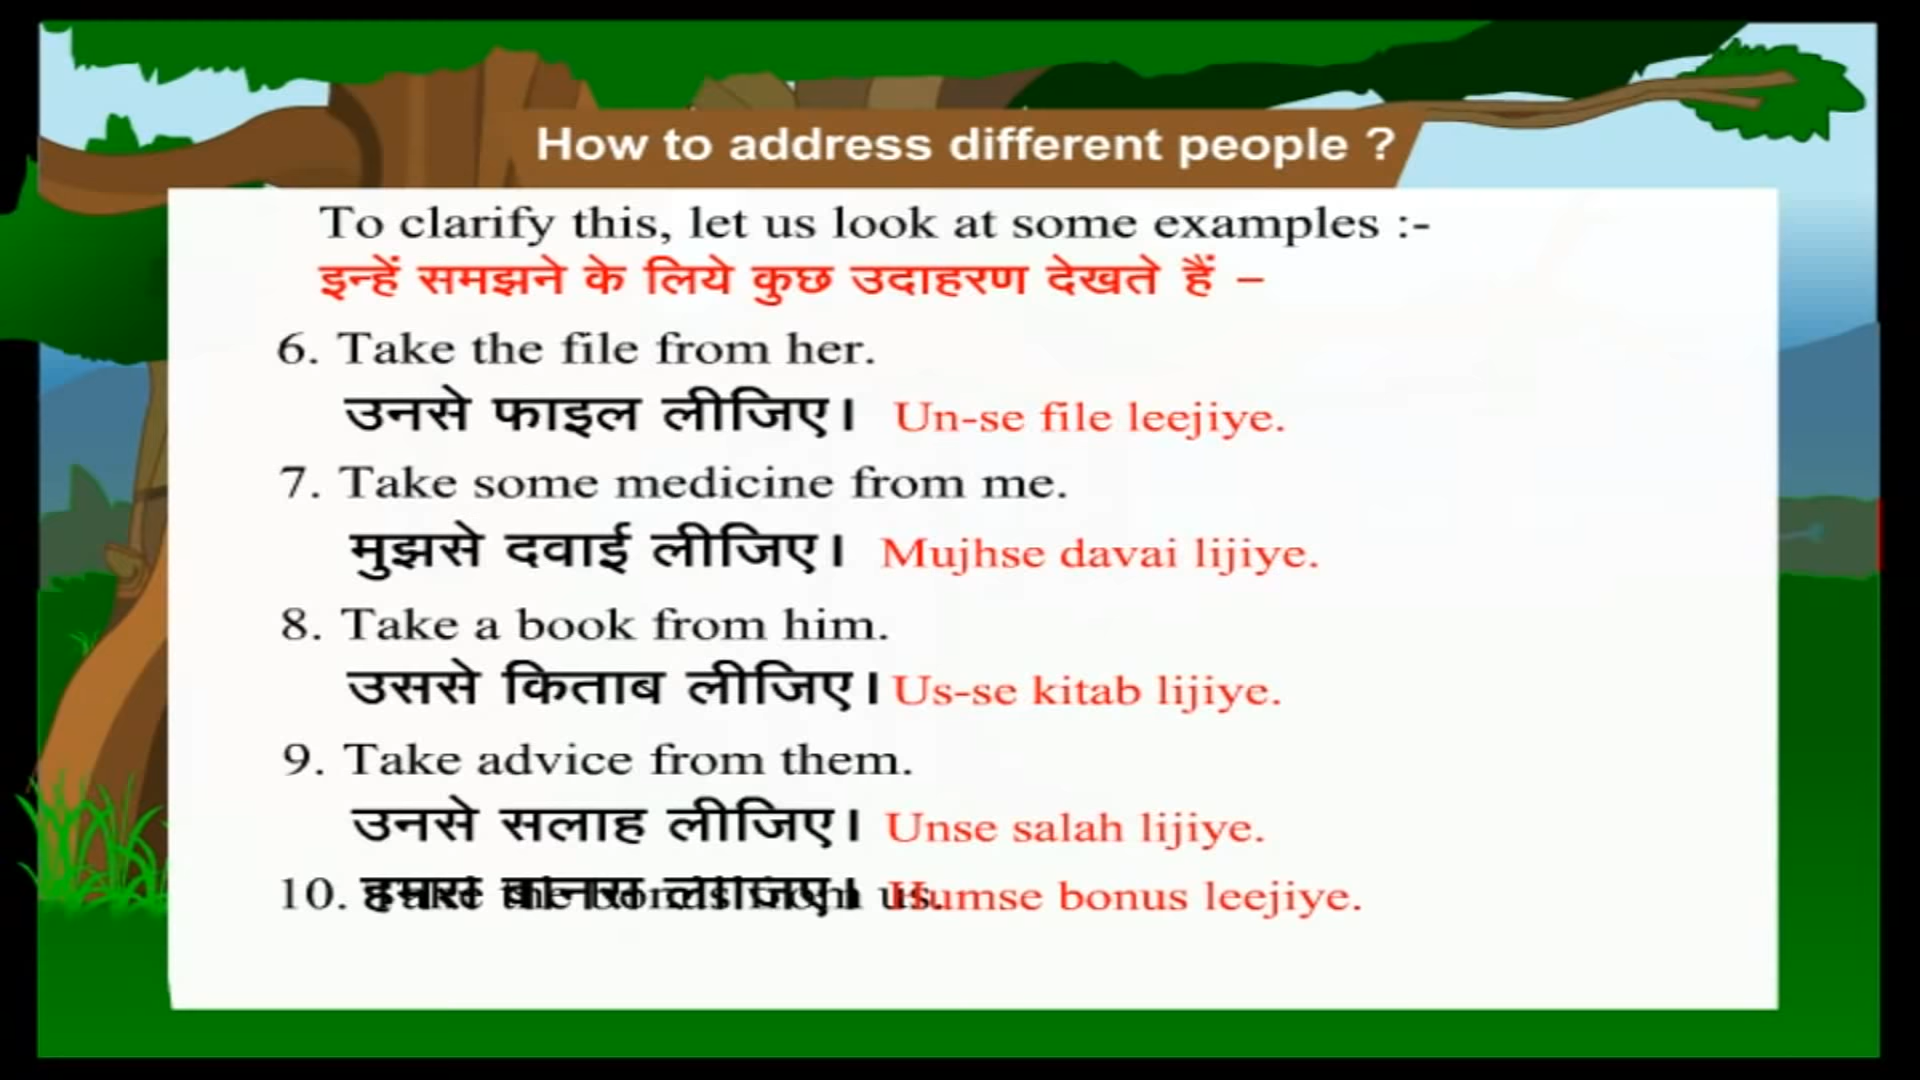 How to address different people ?
To clarify this, let us look at some examples :-
इन्हें समझने के लिये कुछ उदाहरण देखते हैं –
6. Take the file from her.
उनसे फाइल लीजिए। Un-se file leejiye.
7. Take some medicine from me.
मुझसे दवाई लीजिए। Mujhse davai lijiye.
8. Take a book from him.
उससे किताब लीजिए। Us-se kitab lijiye.
9. Take advice from them.
उनसे सलाह लीजिए। Unse salah lijiye.
10. us. Humse bonus leejiye.